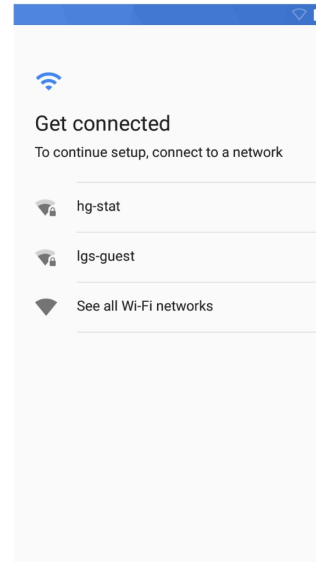 Get connected
To continue setup, connect to a network
hg-stat
lgs-guest
See all Wi-Fi networks